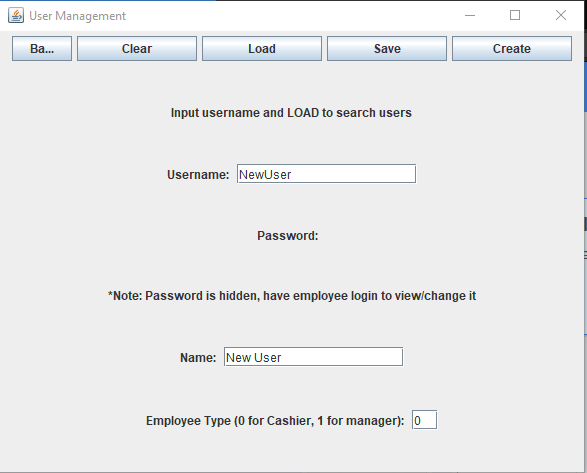 User Management
Ba... Clear Load Save Create
Input username and LOAD to search users
Username: NewUser
Password:
*Note: Password is hidden, have employee login to view/change it
Name: New User
Employee Type (0 for Cashier, 1 for manager): 0